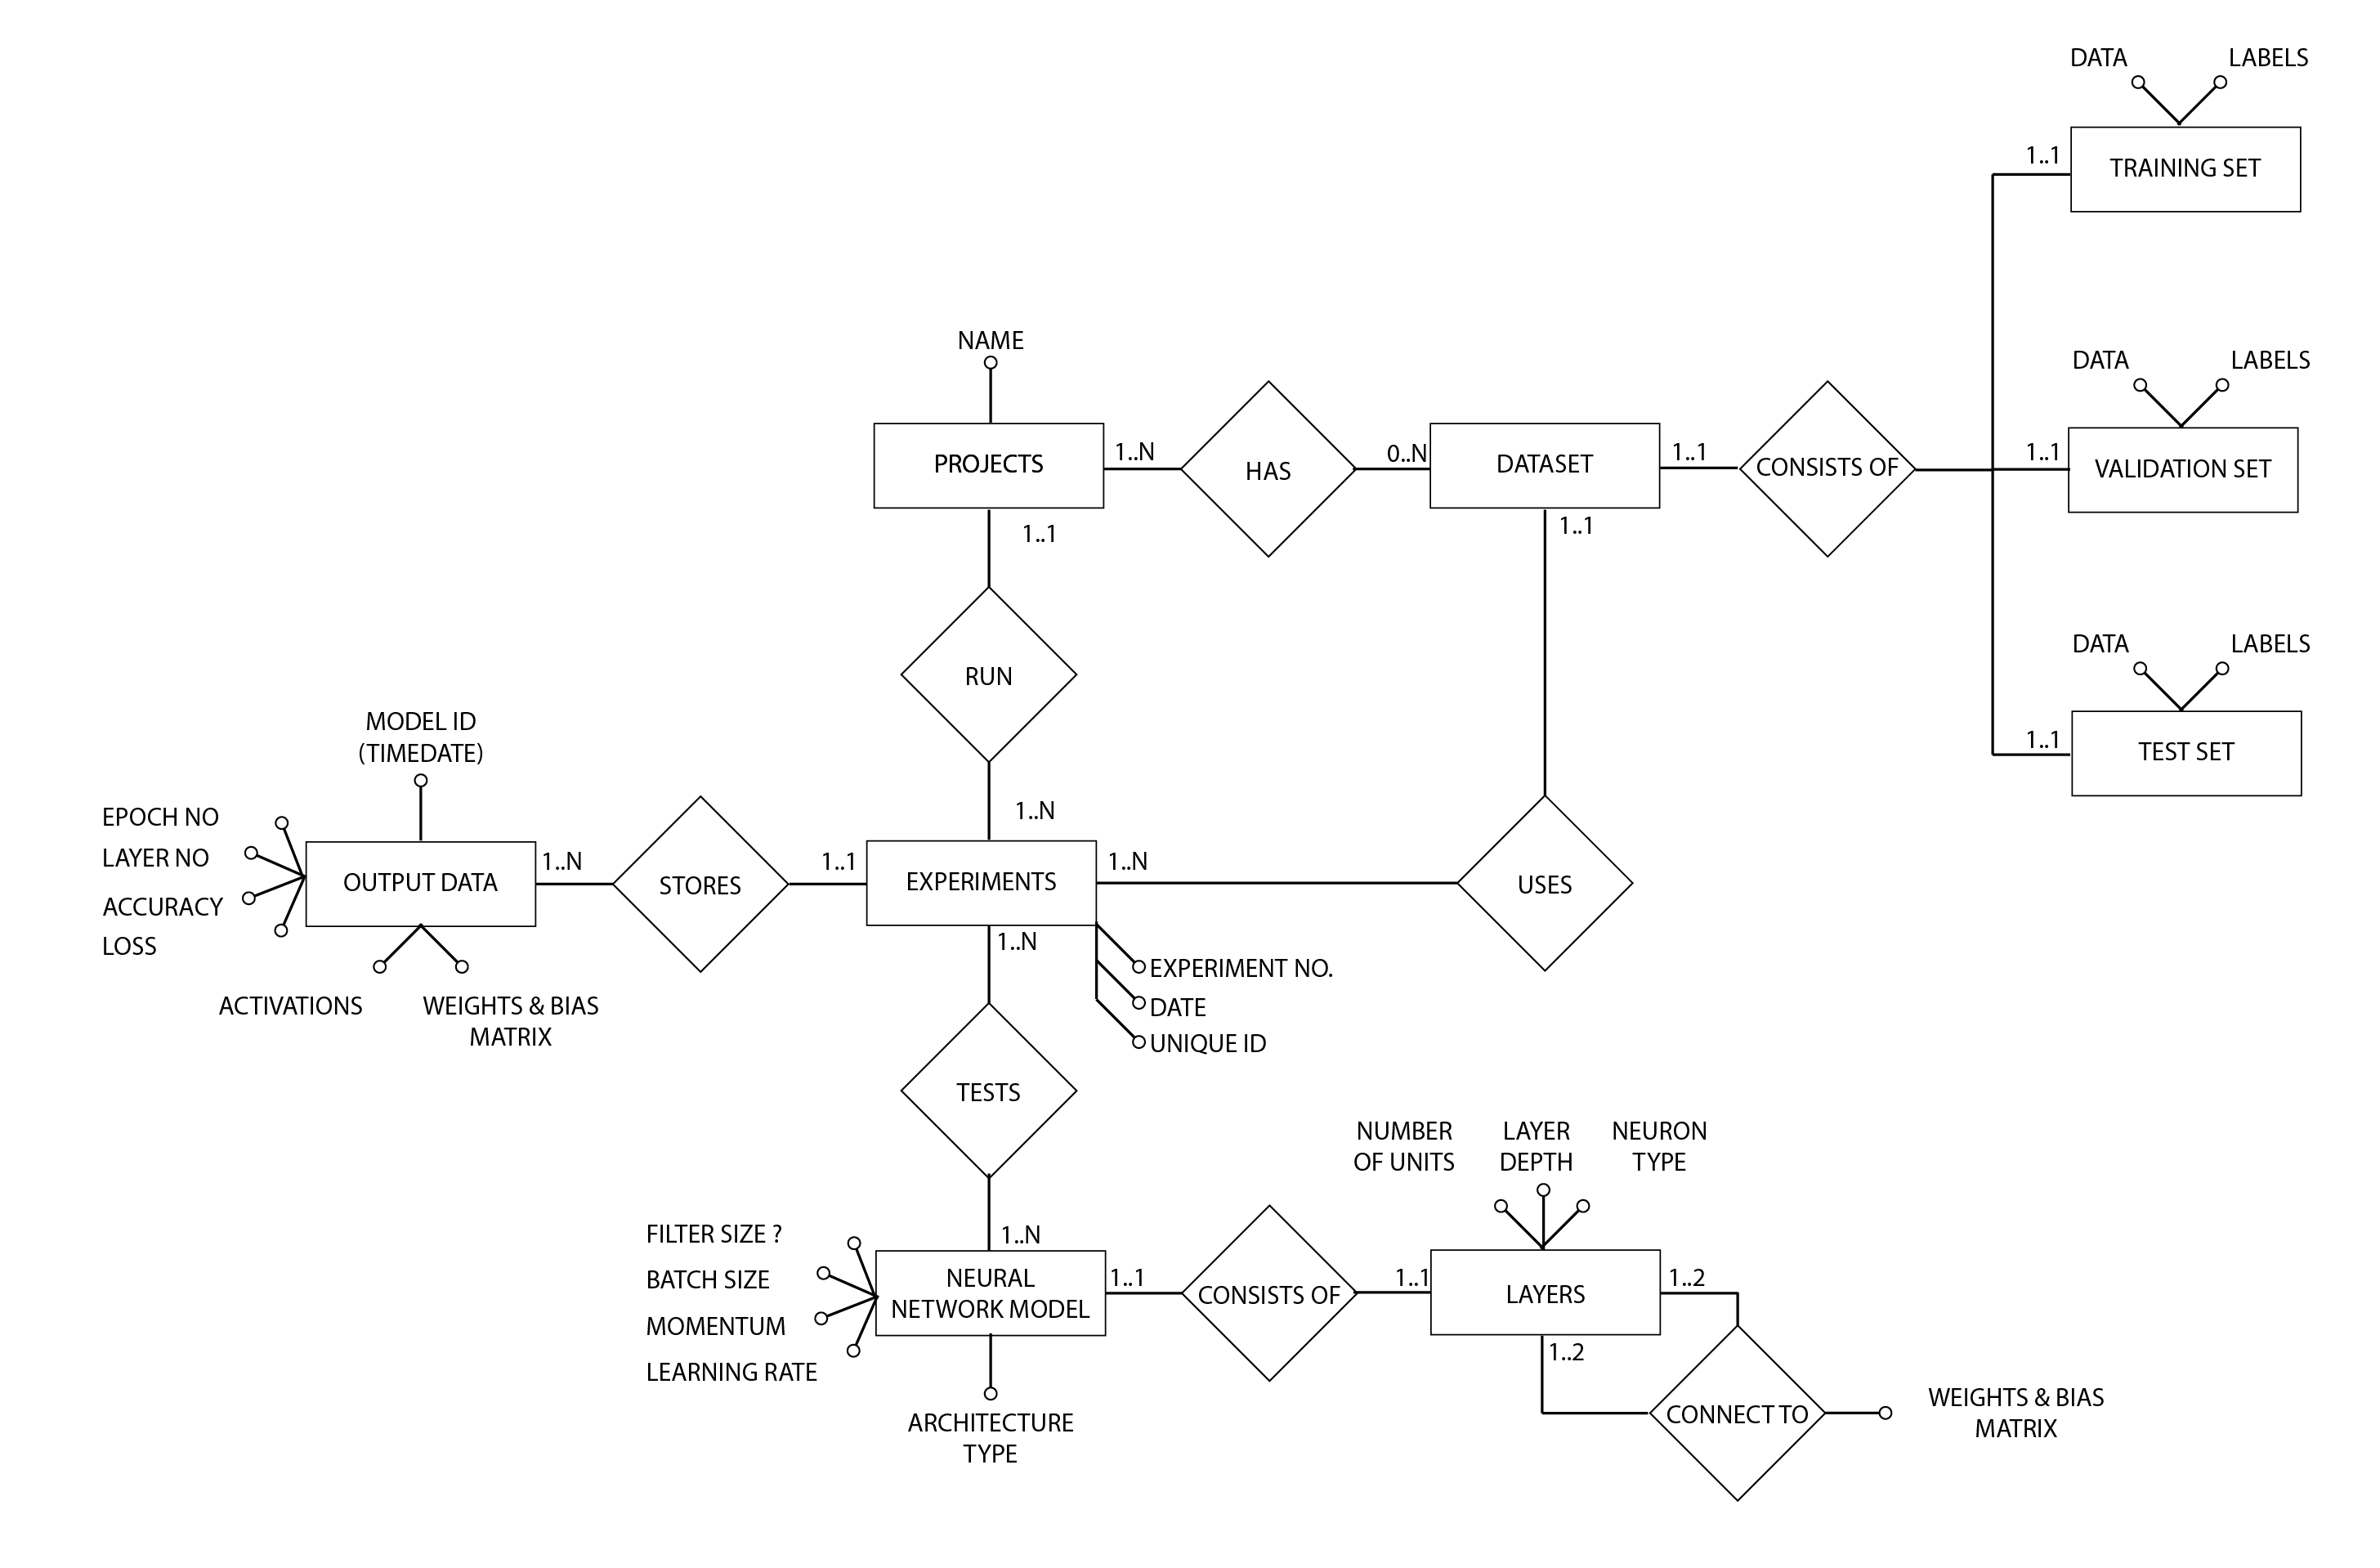 DATA
LABELS
1..1
TRAINING SET
NAME
DATA
LABELS
PROJECTS
1..N
HAS
0..N
DATASET
1..1
CONSISTS OF
1..1
VALIDATION SET
1..1
1..1
RUN
DATA
LABELS
1..1
TEST SET
MODEL ID
(TIMEDATE)
1..N
EPOCH NO
LAYER NO
ACCURACY
LOSS
OUTPUT DATA
1..N
STORES
1..1
EXPERIMENTS
1..N
USES
1..N
EXPERIMENT NO.
DATE
UNIQUE ID
ACTIVATIONS
WEIGHTS & BIAS
MATRIX
TESTS
NUMBER
OF UNITS
LAYER
DEPTH
NEURON
TYPE
1..N
FILTER SIZE ?
BATCH SIZE
MOMENTUM
LEARNING RATE
NEURAL
NETWORK MODEL
1..1
CONSISTS OF
1..1
LAYERS
1..2
1..2
CONNECT TO
WEIGHTS & BIAS
MATRIX
ARCHITECTURE
TYPE